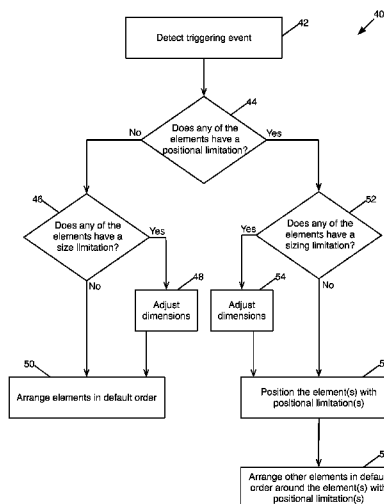 40
42
Detect triggering event
44
Does any of the
elements have a
positional limitation?
No
Yes
46
Does any of the
elements have a
size limitation?
Yes
No
52
Does any of the
elements have a
sizing limitation?
Yes
No
48
Adjust
dimensions
54
Adjust
dimensions
50
Arrange elements in default order
Position the element(s) with
positional limitation(s)
Arrange other elements in
order around the element(s)
positional limitation(s)